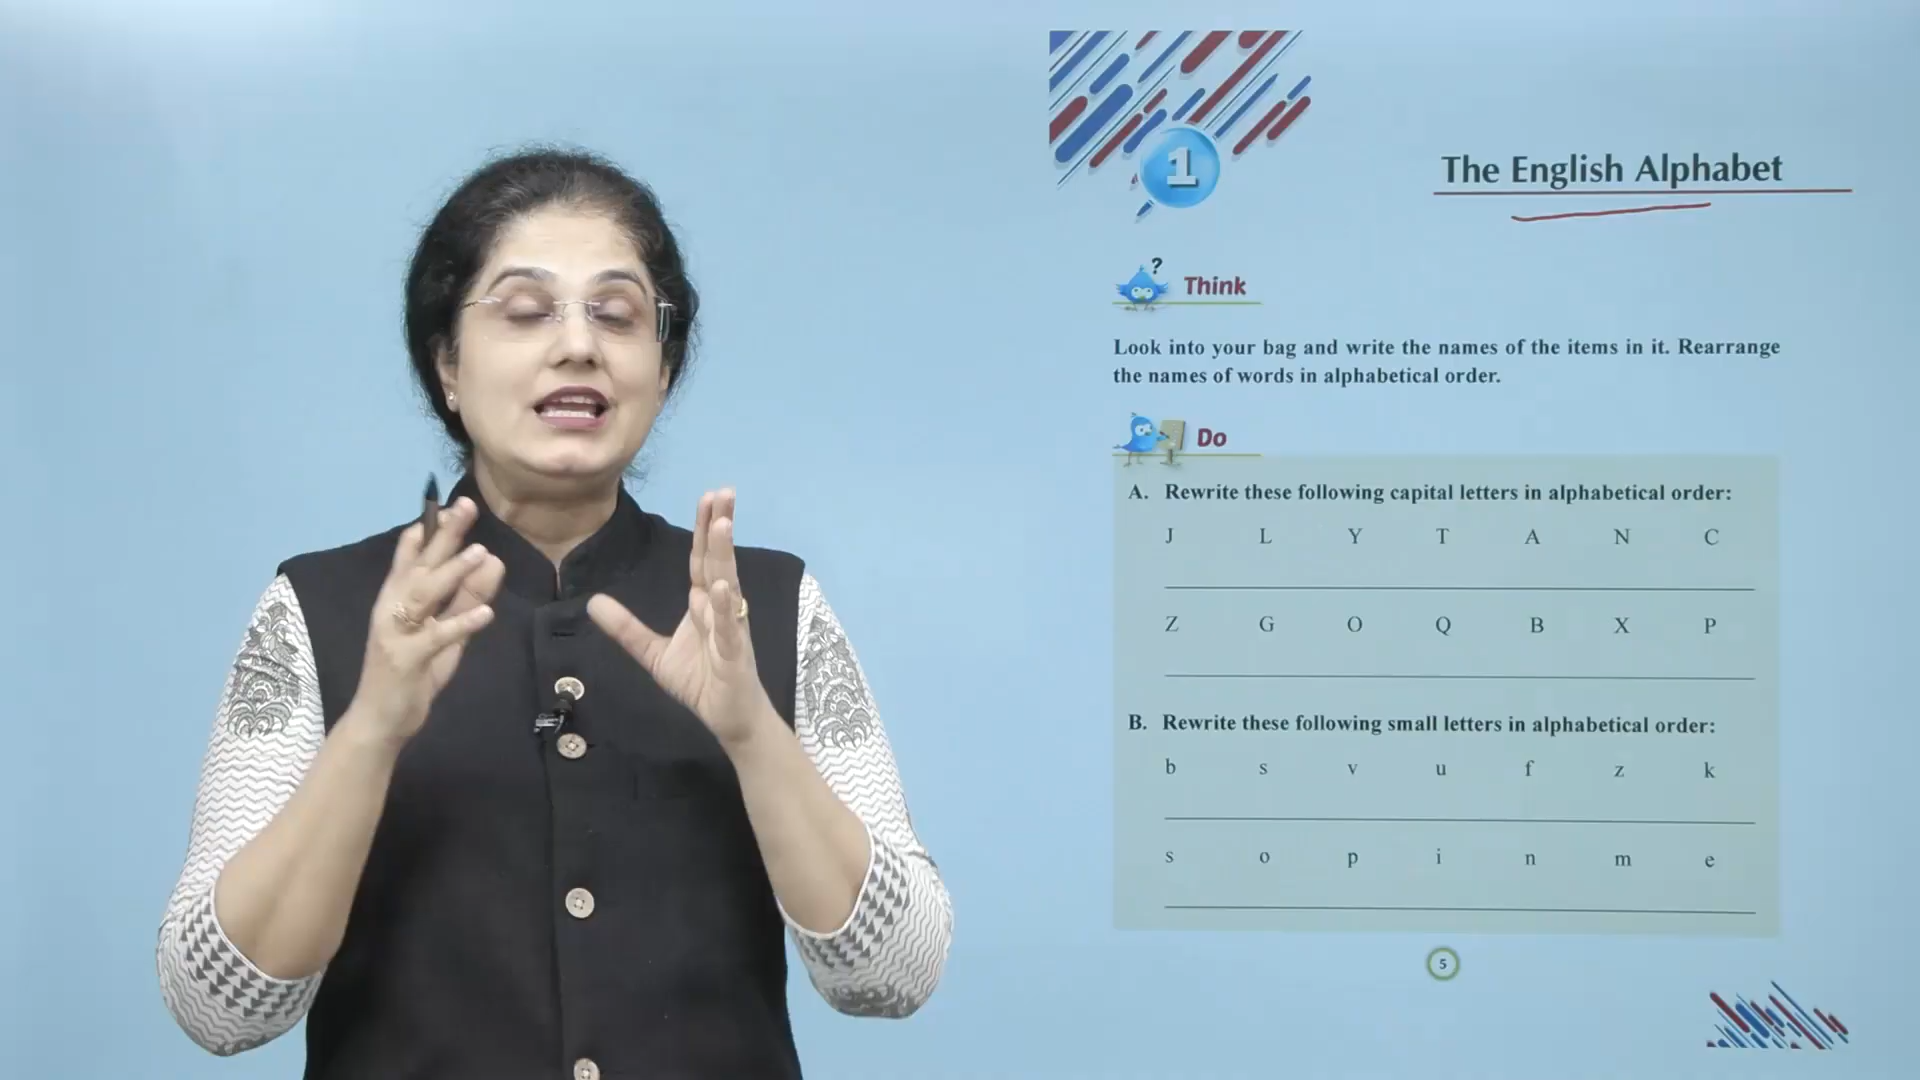 1
The English Alphabet
?
Think
Look into your bag and write the names of the items in it. Rearrange
the names of words in alphabetical order.
Do
A. Rewrite these following capital letters in alphabetical order:
J L Y T A N C
Z G O Q B X P
B. Rewrite these following small letters in alphabetical order:
b s v u f z k
s o p i n m e
5